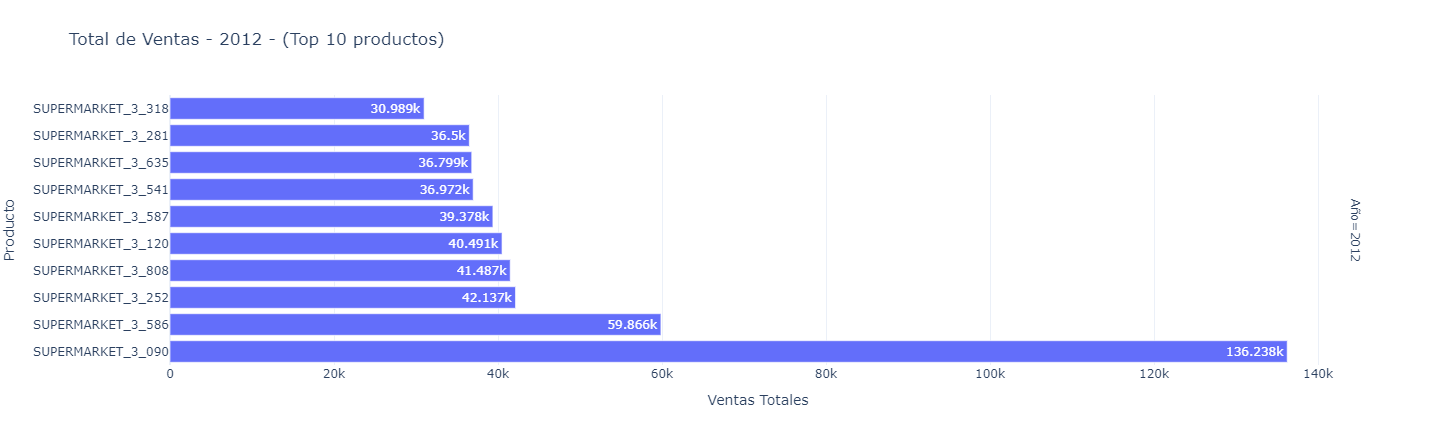 Total de Ventas - 2012 - (Top 10 productos)
SUPERMARKET_3_318 30.989k
SUPERMARKET_3_281 36.5k
SUPERMARKET_3_635 36.799k
SUPERMARKET_3_541 36.972k
SUPERMARKET_3_587 39.378k
SUPERMARKET_3_120 40.491k
SUPERMARKET_3_808 41.487k
SUPERMARKET_3_252 42.137k
SUPERMARKET_3_586 59.866k
SUPERMARKET_3_090 136.238k
Producto
Año=2012
0 20k 40k 60k 80k 100k 120k 140k
Ventas Totales